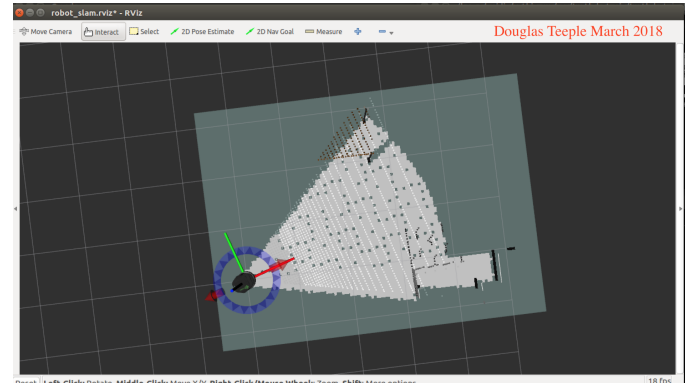 robot_slam.rviz* - RViz
Move Camera Interact Select 2D Pose Estimate 2D Nav Goal Measure
Douglas Teeple March 2018
Reset Left-Click: Rotate. Middle-Click: Move X/Y. Right-Click/Mouse Wheel: Zoom. Shift: More options.
18 fps